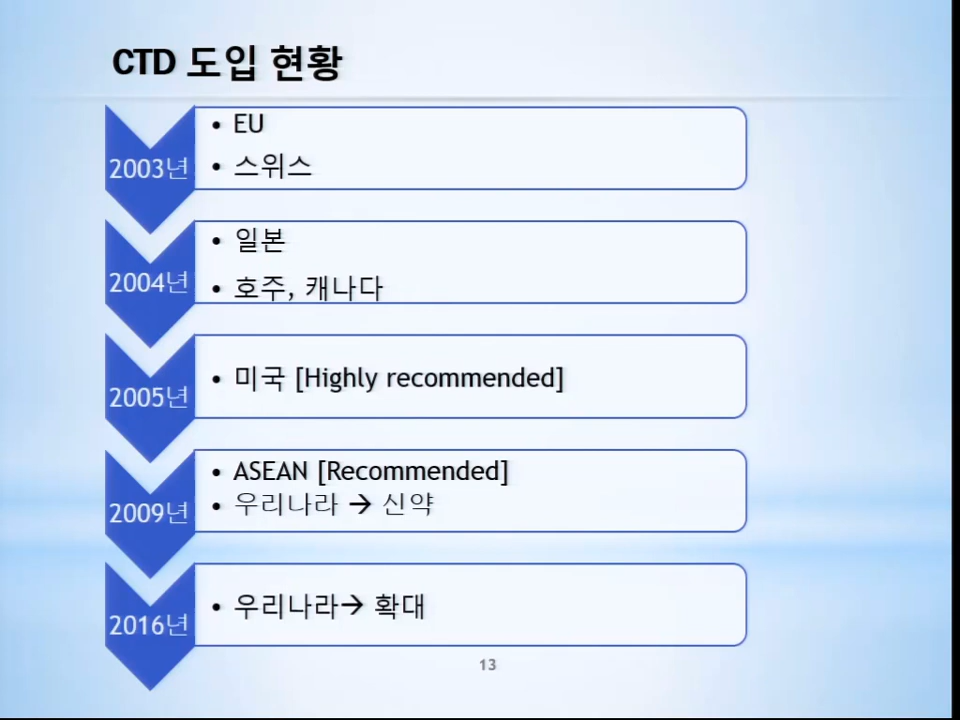 CTD 도입 현황
2003년
• EU
• 스위스
2004년
• 일본
• 호주, 캐나다
2005년
• 미국 [Highly recommended]
2009년
• ASEAN [Recommended]
• 우리나라 → 신약
2016년
• 우리나라→ 확대
13